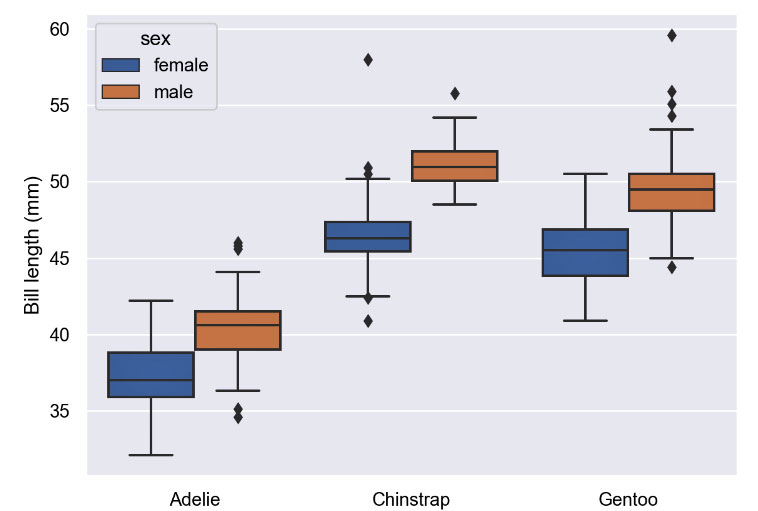 60
sex
female
male
55
50
45
40
35
Bill length (mm)
Adelie
Chinstrap
Gentoo